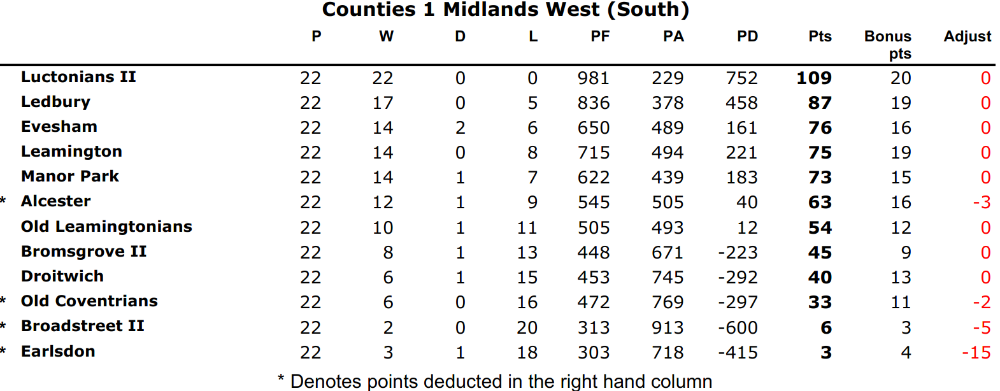 Counties 1 Midlands West (South)
P W D L PF PA PD Pts Bonus pts Adjust
Luctonians II 22 22 0 0 981 229 752 109 20 0
Ledbury 22 17 0 5 836 378 458 87 19 0
Evesham 22 14 2 6 650 489 161 76 16 0
Leamington 22 14 0 8 715 494 221 75 19 0
Manor Park 22 14 1 7 622 439 183 73 15 0
* Alcester 22 12 1 9 545 505 40 63 16 -3
Old Leamingtonians 22 10 1 11 505 493 12 54 12 0
Bromsgrove II 22 8 1 13 448 671 -223 45 9 0
Droitwich 22 6 1 15 453 745 -292 40 13 0
* Old Coventrians 22 6 0 16 472 769 -297 33 11 -2
* Broadstreet II 22 2 0 20 313 913 -600 6 3 -5
* Earlsdon 22 3 1 18 303 718 -415 3 4 -15
* Denotes points deducted in the right hand column